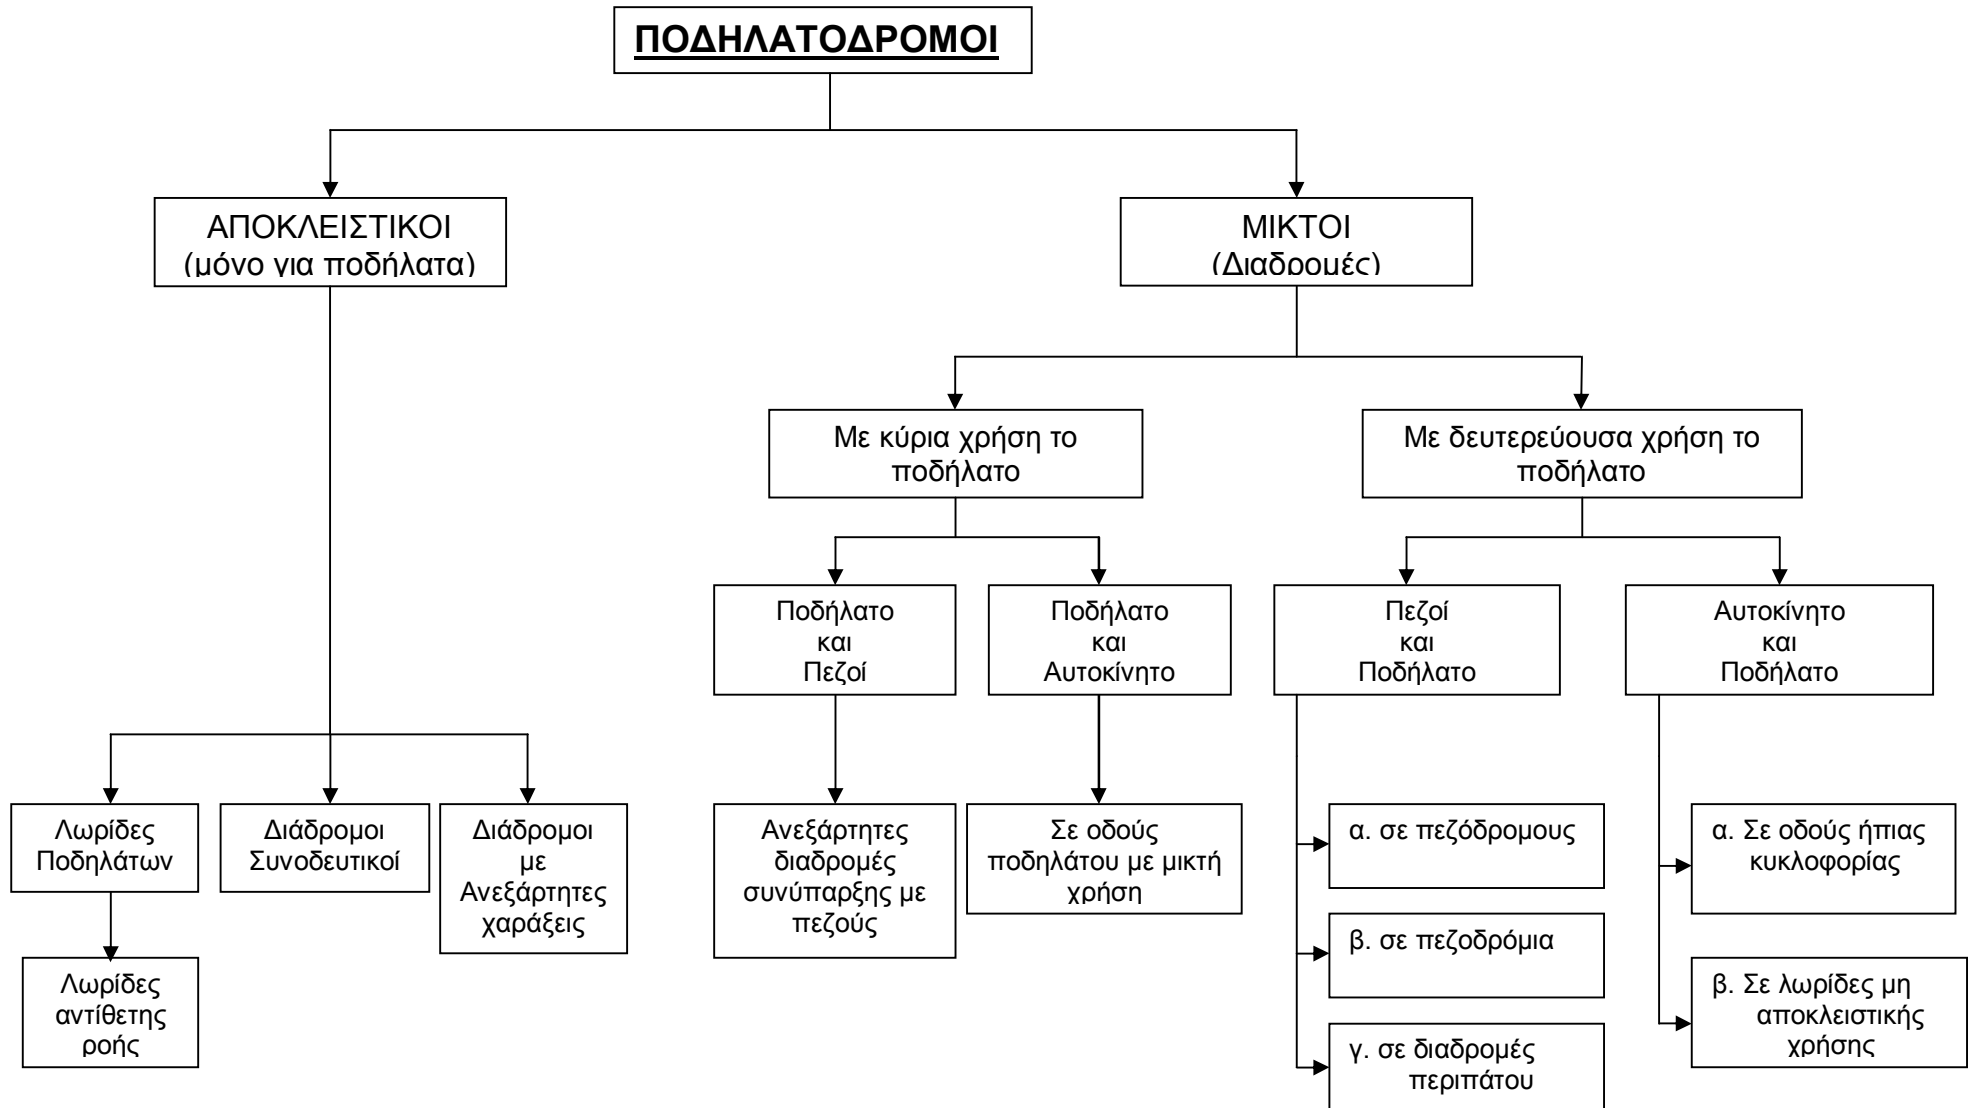 ΠΟΔΗΛΑΤΟΔΡΟΜΟΙ
ΑΠΟΚΛΕΙΣΤΙΚΟΙ
(μόνο για ποδήλατα)
ΜΙΚΤΟΙ
(Διαδρομές)
Με κύρια χρήση το
ποδήλατο
Με δευτερεύουσα χρήση το
ποδήλατο
Ποδήλατο
και
Πεζοί
Ποδήλατο
και
Αυτοκίνητο
Πεζοί
και
Ποδήλατο
Αυτοκίνητο
και
Ποδήλατο
Λωρίδες
Ποδηλάτων
Διάδρομοι
Συνοδευτικοί
Διάδρομοι
με
Ανεξάρτητες
χαράξεις
Ανεξάρτητες
διαδρομές
συνύπαρξης με
πεζούς
Σε οδούς
ποδηλάτου με μικτή
χρήση
α. σε πεζόδρομους
α. Σε οδούς ήπιας
κυκλοφορίας
β. σε πεζοδρόμια
Λωρίδες
αντίθετης
ροής
β. Σε λωρίδες μη
αποκλειστικής
χρήσης
γ. σε διαδρομές
περιπάτου